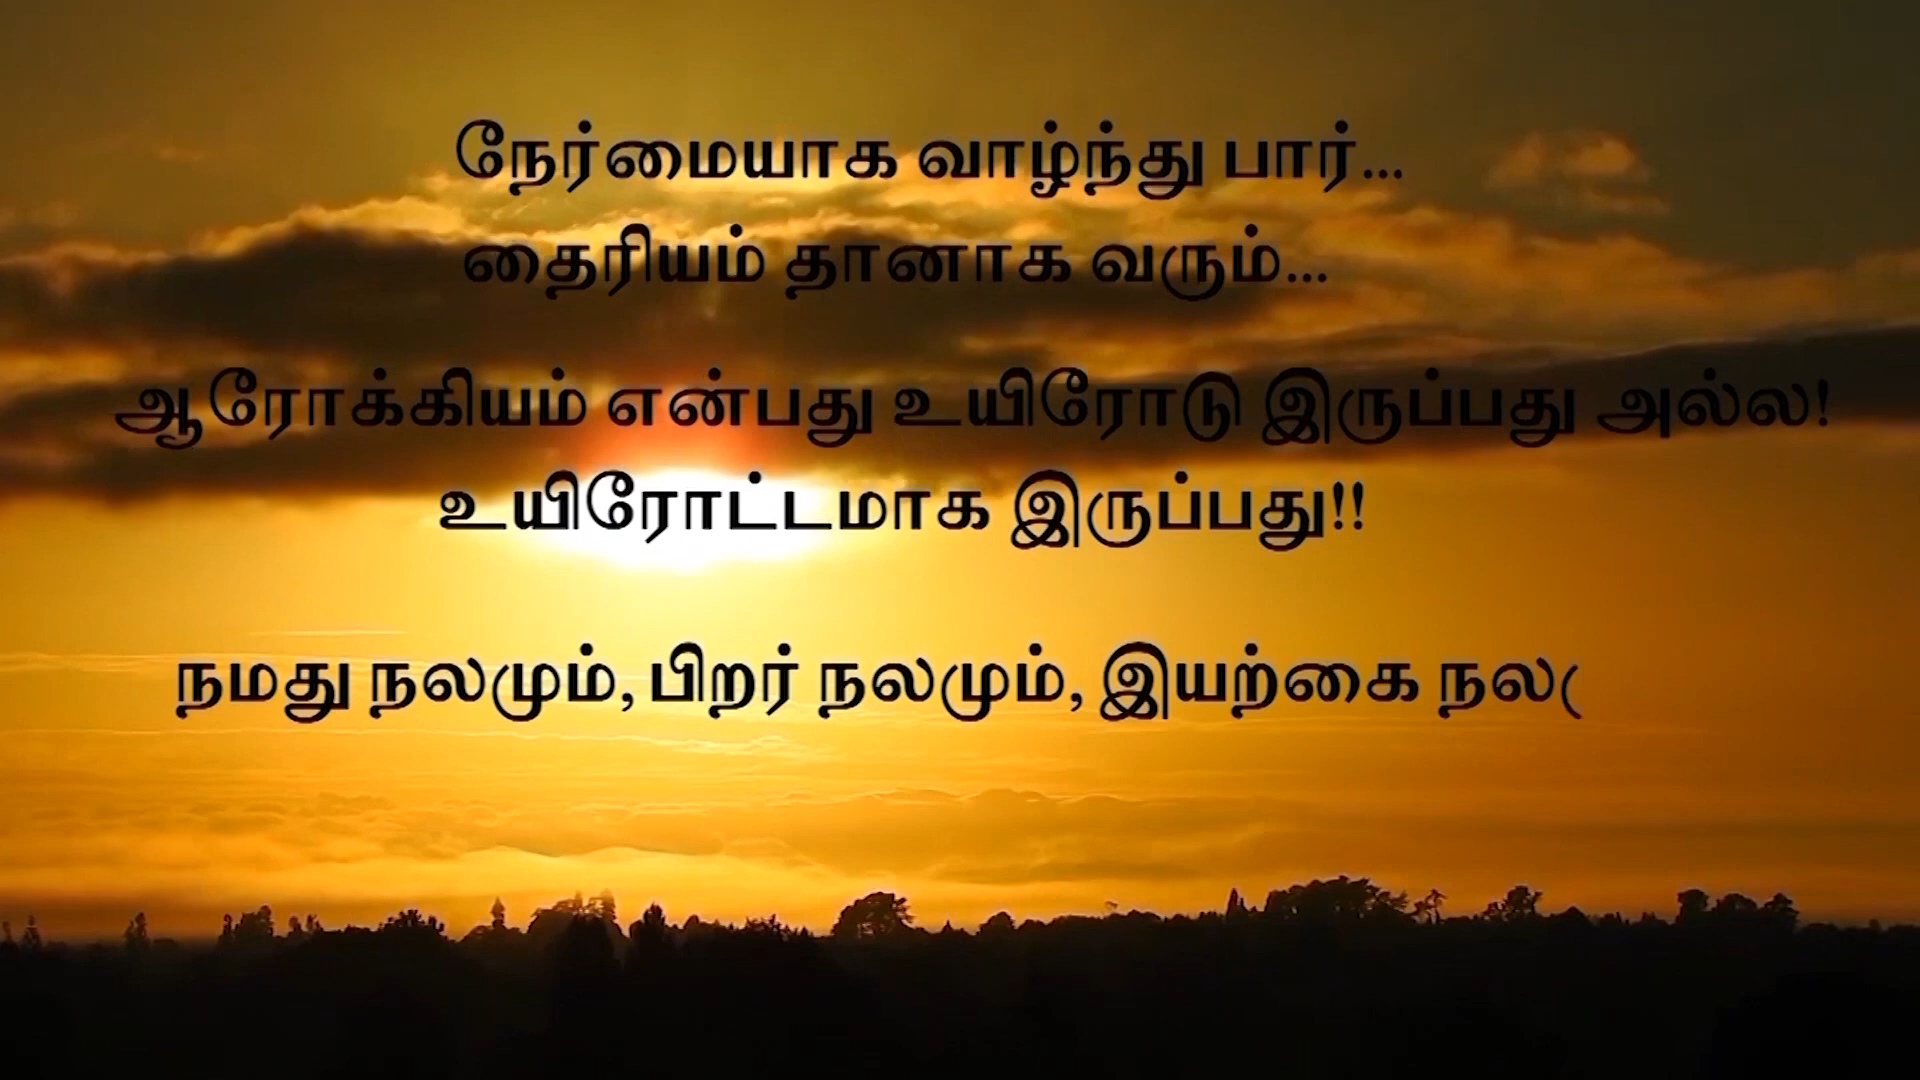 நேர்மையாக வாழ்ந்து பார்...
தைரியம் தானாக வரும்...
ஆரோக்கியம் என்பது உயிரோடு இருப்பது அல்ல!
உயிரோட்டமாக இருப்பது!!
நமது நலமும், பிறர் நலமும், இயற்கை நல